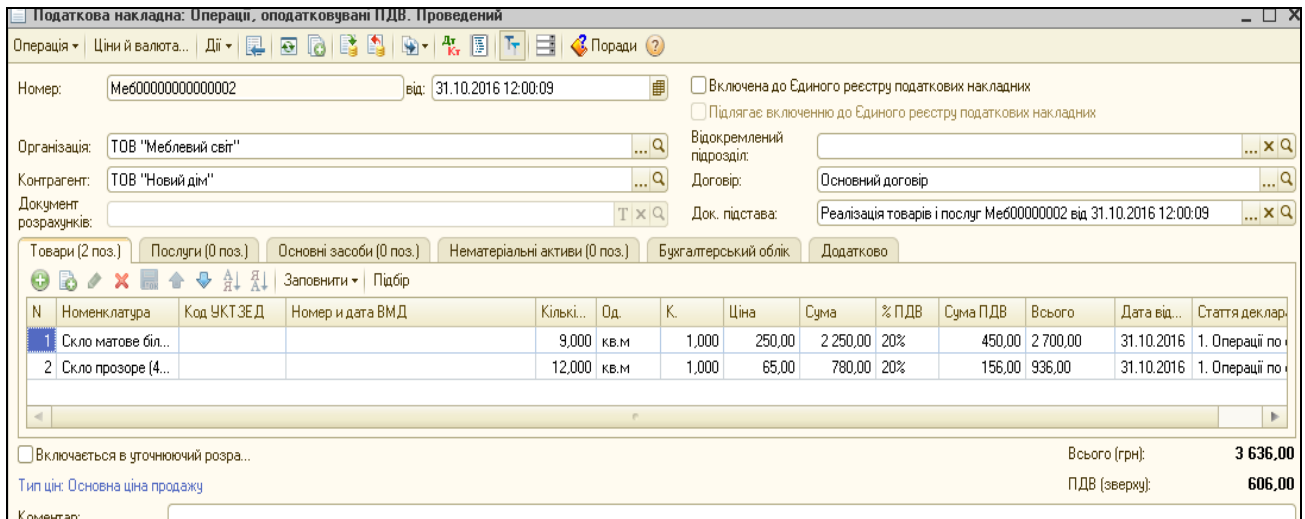 Податкова накладна: Операції, оподатковувані ПДВ. Проведений
Операція Ціни й валюта... Дії Дт Кт Поради
Номер: Меб00000000000002 від: 31.10.2016 12:00:09 Включена до Єдиного реєстру податкових накладних
Підлягає включенню до Єдиного реєстру податкових накладних
Організація: ТОВ "Меблевий світ" ... Відокремлений підрозділ: ...
Контрагент: ТОВ "Новий дім" ... Договір: Основний договір ...
Документ розрахунків: T Док. підстава: Реалізація товарів і послуг Меб00000002 від 31.10.2016 12:00:09 ...
Товари (2 поз.) Послуги (0 поз.) Основні засоби (0 поз.) Нематеріальні активи (0 поз.) Бухгалтерський облік Додатково
Заповнити Підбір
N Номенклатура Код УКТЗЕД Номер и дата ВМД Кількі... Од. К. Ціна Сума % ПДВ Сума ПДВ Всього Дата від... Стаття деклар
1 Скло матове біл... 9,000 кв.м 1,000 250,00 2 250,00 20% 450,00 2 700,00 31.10.2016 1. Операції по
2 Скло прозоре (4... 12,000 кв.м 1,000 65,00 780,00 20% 156,00 936,00 31.10.2016 1. Операції по
Включається в уточнюючий розра... Всього (грн): 3 636,00
Тип цін: Основна ціна продажу ПДВ (зверху): 606,00
Коментар: